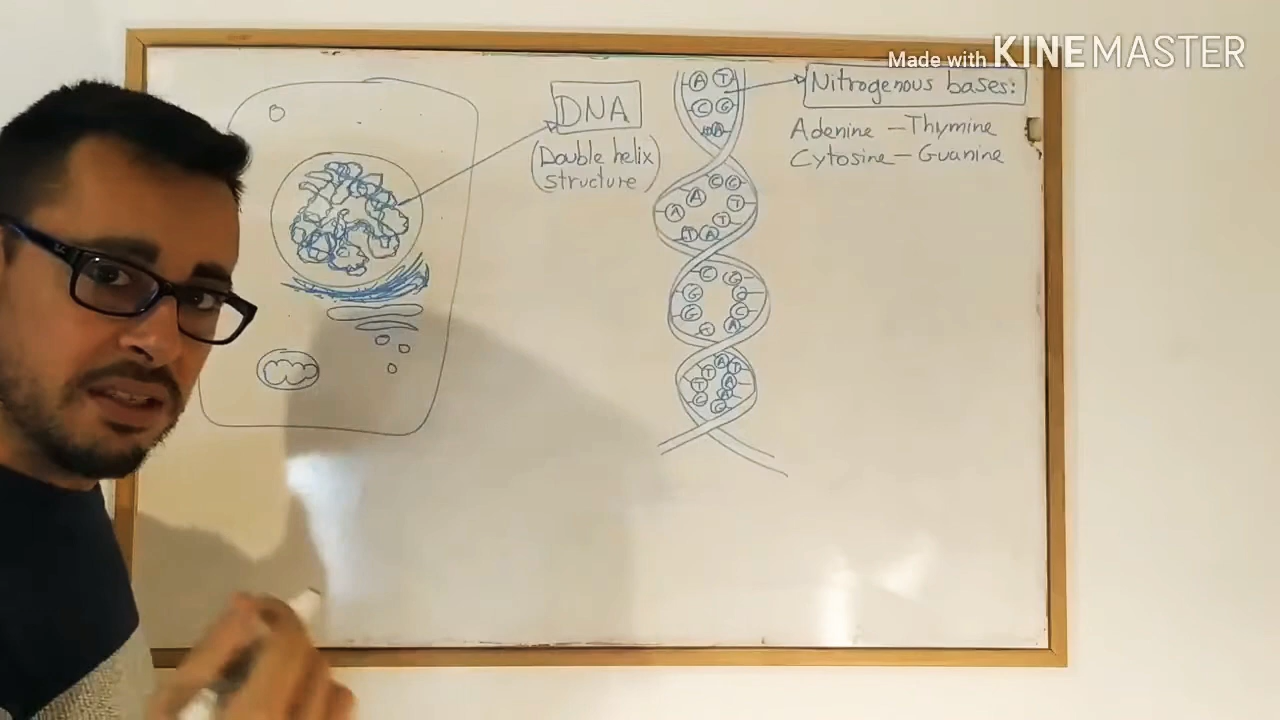 Made with KINEMASTER
DNA
(Double helix
structure)
Nitrogenous bases:
Adenine — Thymine
Cytosine — Guanine
A T
C G
A
C G
A
A T
T A T
C G
G G
G C
T A
A T
T
T A
G G